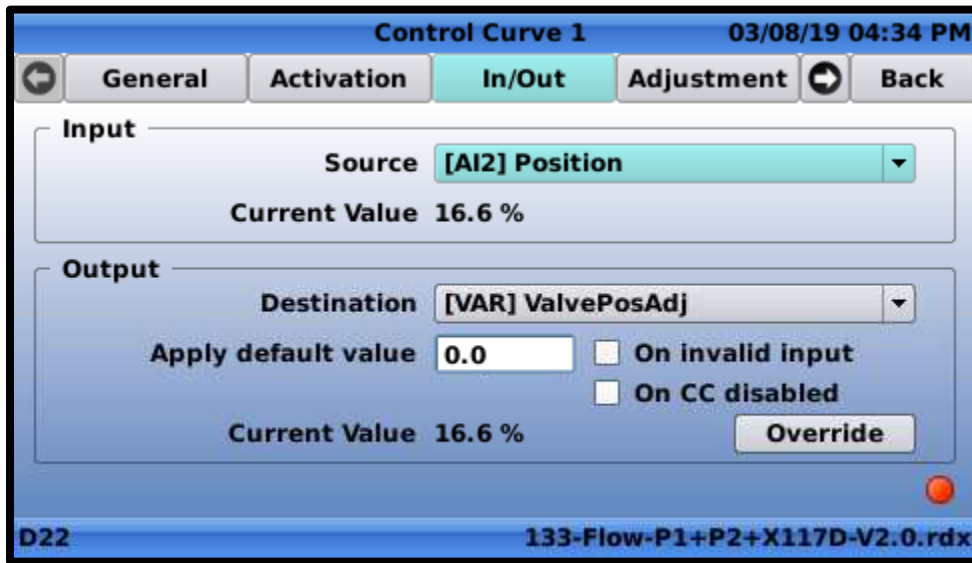 Control Curve 1 03/08/19 04:34 PM
General Activation In/Out Adjustment Back
Input
Source [AI2] Position
Current Value 16.6 %
Output
Destination [VAR] ValvePosAdj
Apply default value 0.0 On invalid input
On CC disabled
Current Value 16.6 % Override
D22 133-Flow-P1+P2+X117D-V2.0.rdx